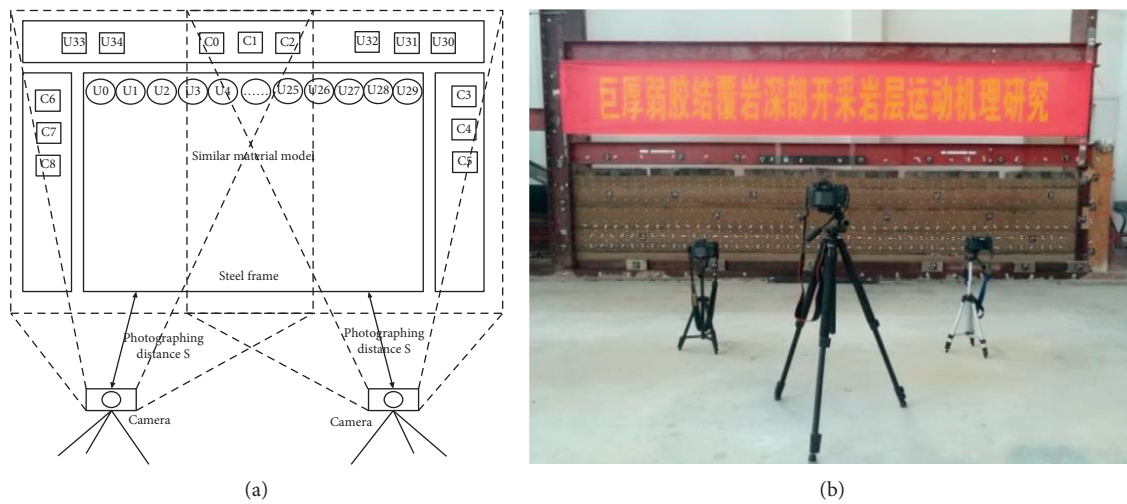 U33 U34 C0 C1 C2 U32 U31 U30
C6 U0 U1 U2 U3 U4 ...... U25 U26 U27 U28 U29 C3
C7 C4
C8 Similar material model C5
Steel frame
Photographing
distance S
Photographing
distance S
Camera
Camera
(a)
巨厚弱胶结覆岩深部开采岩层运动机理研究
(b)